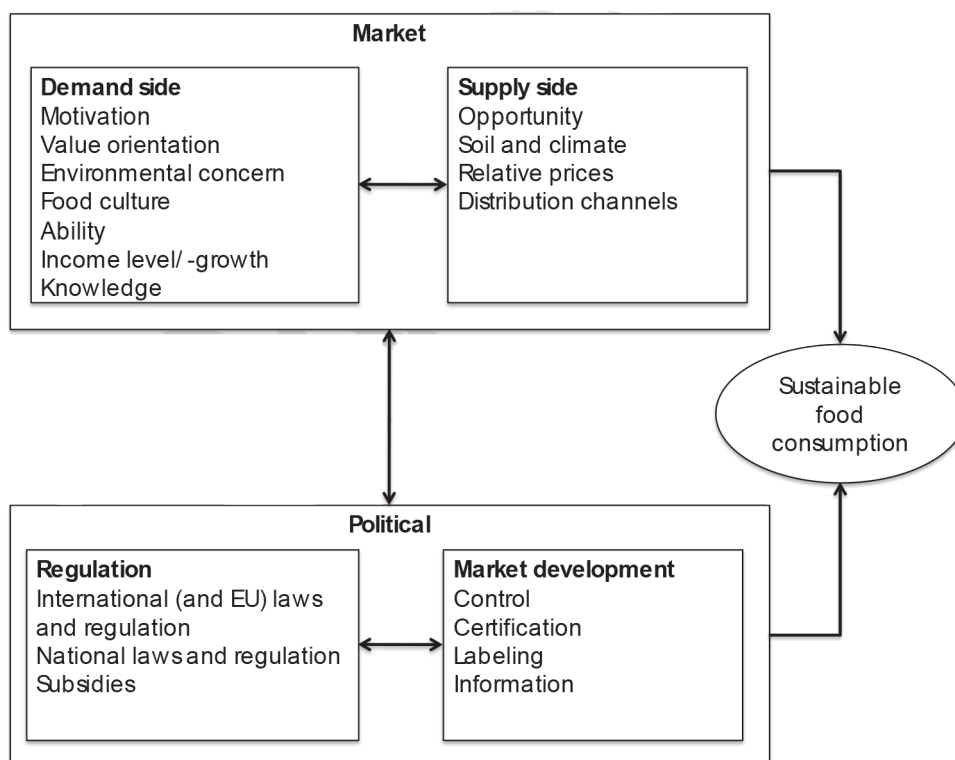 Market
Demand side
Motivation
Value orientation
Environmental concern
Food culture
Ability
Income level/ -growth
Knowledge
Supply side
Opportunity
Soil and climate
Relative prices
Distribution channels
Sustainable
food
consumption
Political
Regulation
International (and EU) laws
and regulation
National laws and regulation
Subsidies
Market development
Control
Certification
Labeling
Information